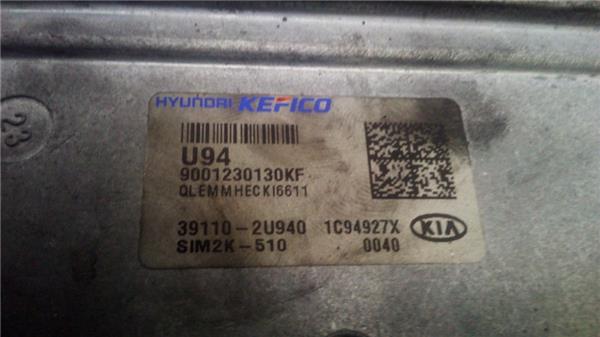 HYUNDAI KEFICO
U94
9001230130KF
QLEMMHECKI6611
39110-2U940 1C94927X KIA
SIM2K-510 0040
23